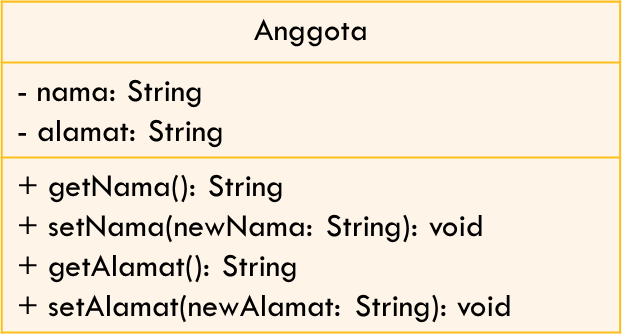 Anggota
- nama: String
- alamat: String
+ getNama(): String
+ setNama(newNama: String): void
+ getAlamat(): String
+ setAlamat(newAlamat: String): void